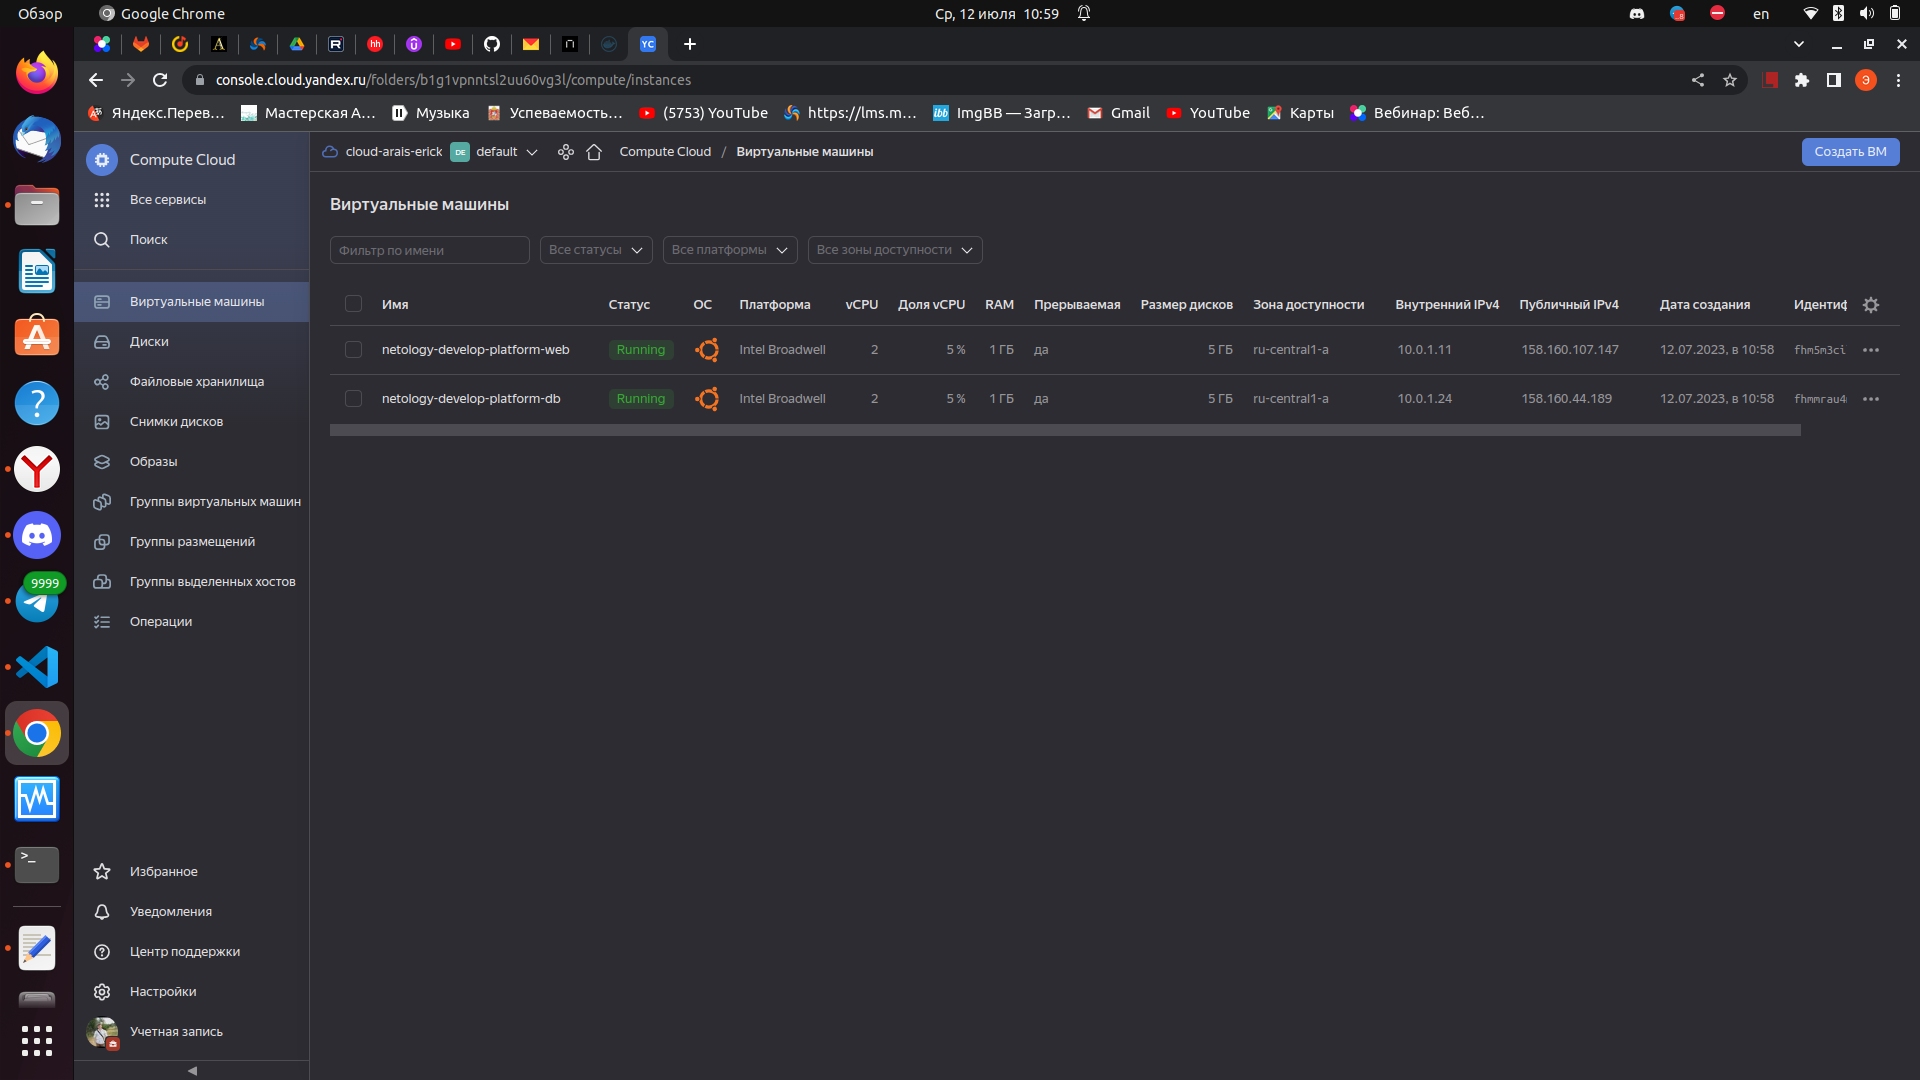 Обзор Google Chrome Ср, 12 июля 10:59 en
console.cloud.yandex.ru/folders/b1g1vpnntsl2uu60vg3l/compute/instances
Яндекс.Перев… Мастерская А… Музыка Успеваемость… (5753) YouTube https://lms.m… ImgBB — Загр… Gmail YouTube Карты Вебинар: Веб…
Compute Cloud
Все сервисы
Поиск
Виртуальные машины
Диски
Файловые хранилища
Снимки дисков
Образы
Группы виртуальных машин
Группы размещений
Группы выделенных хостов
Операции
Избранное
Уведомления
Центр поддержки
Настройки
Учетная запись
9999
cloud-arais-erick DE default Compute Cloud / Виртуальные машины Создать ВМ
Виртуальные машины
Фильтр по имени Все статусы Все платформы Все зоны доступности
Имя Статус ОС Платформа vCPU Доля vCPU RAM Прерываемая Размер дисков Зона доступности Внутренний IPv4 Публичный IPv4 Дата создания Идентиф
netology-develop-platform-web Running Intel Broadwell 2 5 % 1 ГБ да 5 ГБ ru-central1-a 10.0.1.11 158.160.107.147 12.07.2023, в 10:58 fhm5m3ci
netology-develop-platform-db Running Intel Broadwell 2 5 % 1 ГБ да 5 ГБ ru-central1-a 10.0.1.24 158.160.44.189 12.07.2023, в 10:58 fhmmrau4